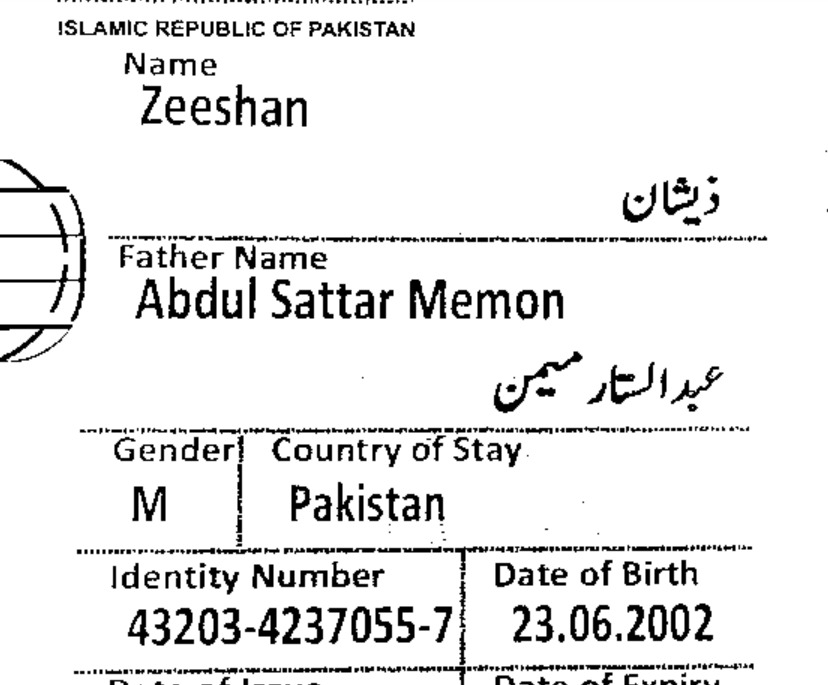 ISLAMIC REPUBLIC OF PAKISTAN
Name
Zeeshan
ذیشان
Father Name
Abdul Sattar Memon
عبدالستار میمن
Gender Country of Stay
M Pakistan
Identity Number Date of Birth
43203-4237055-7 23.06.2002
Date of Issue Date of Expiry